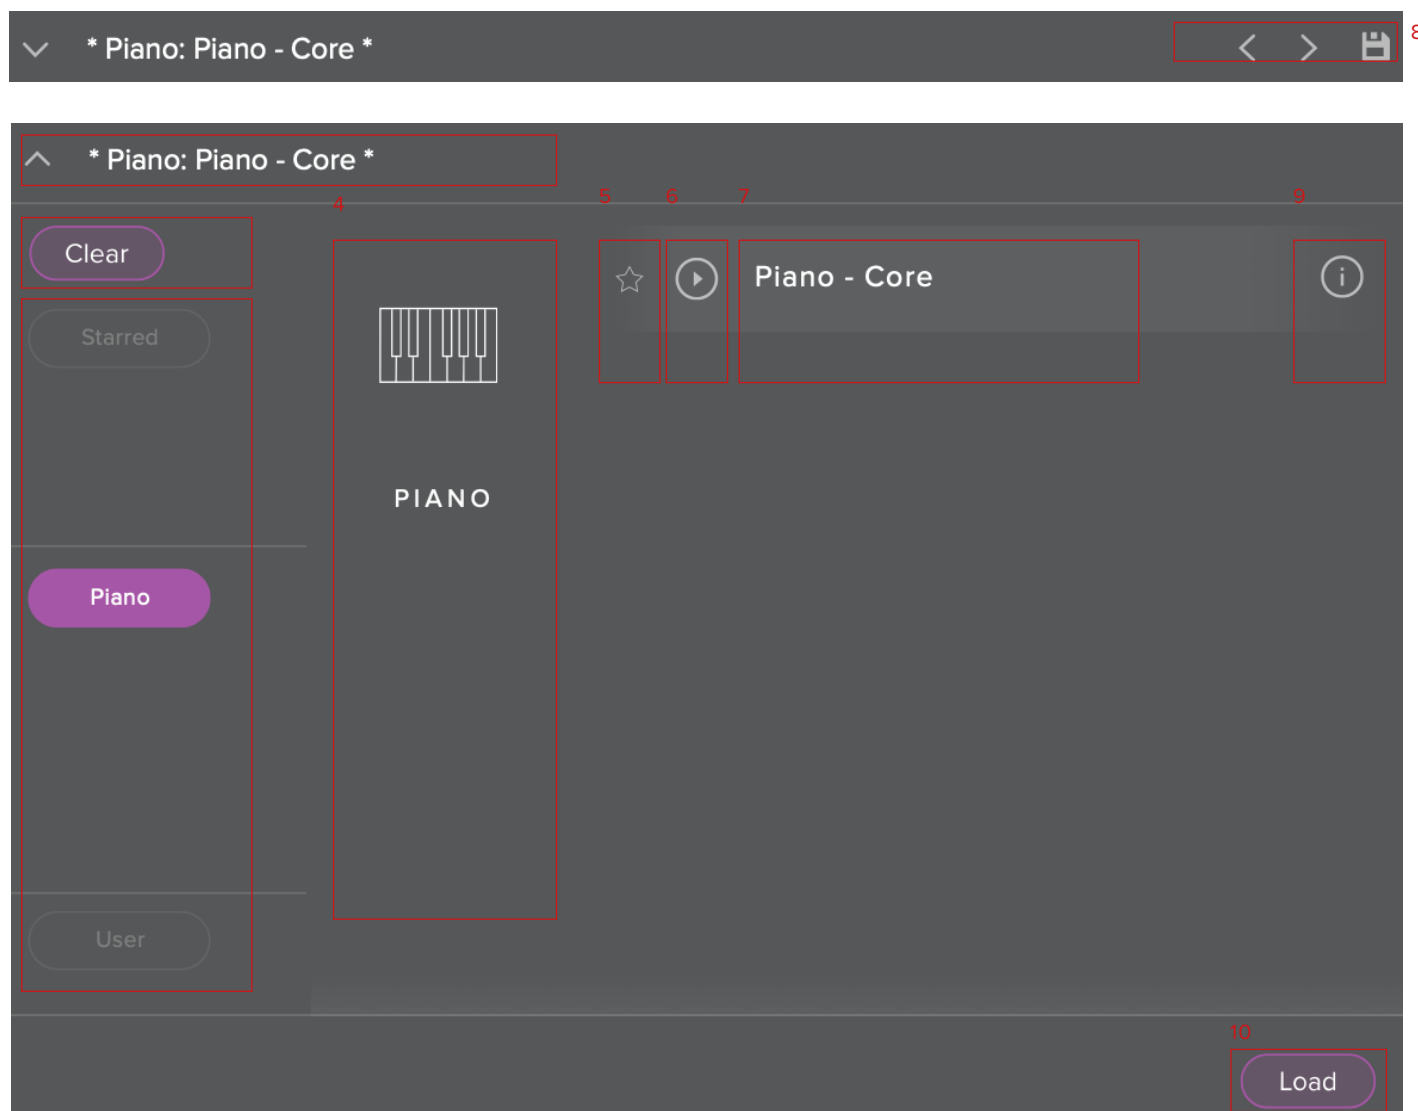 * Piano: Piano - Core *
8
* Piano: Piano - Core *
4
5
6
7
9
Clear
Piano - Core
Starred
PIANO
Piano
User
10
Load